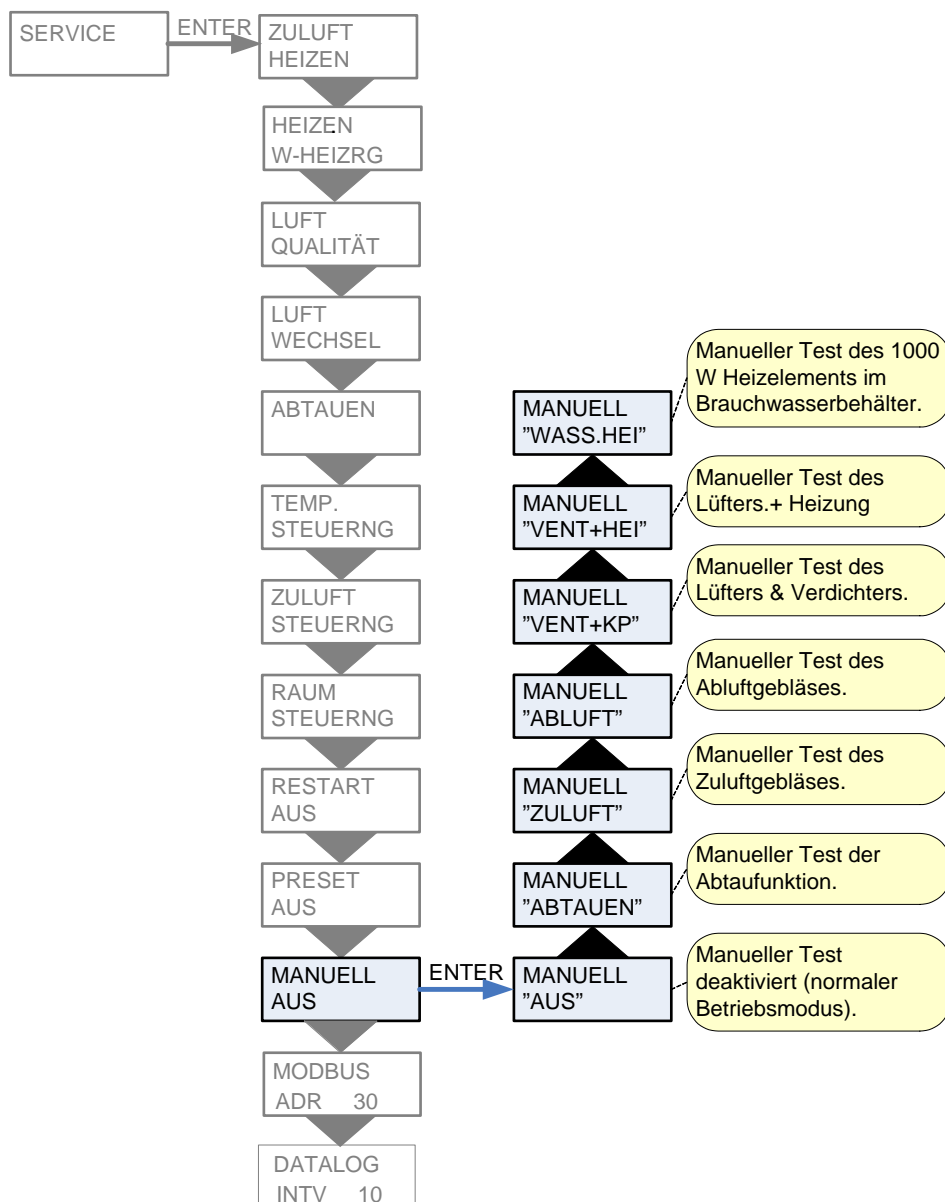 SERVICE
ENTER
ZULUFT
HEIZEN
HEIZEN
W-HEIZRG
LUFT
QUALITÄT
LUFT
WECHSEL
ABTAUEN
TEMP.
STEUERNG
ZULUFT
STEUERNG
RAUM
STEUERNG
RESTART
AUS
PRESET
AUS
MANUELL
AUS
ENTER
MODBUS
ADR 30
DATALOG
INTV 10
MANUELL
”WASS.HEI”
Manueller Test des 1000
W Heizelements im
Brauchwasserbehälter.
MANUELL
”VENT+HEI”
Manueller Test des
Lüfters.+ Heizung
MANUELL
”VENT+KP”
Manueller Test des
Lüfters & Verdichters.
MANUELL
”ABLUFT”
Manueller Test des
Abluftgebläses.
MANUELL
”ZULUFT”
Manueller Test des
Zuluftgebläses.
MANUELL
”ABTAUEN”
Manueller Test der
Abtaufunktion.
MANUELL
”AUS”
Manueller Test
deaktiviert (normaler
Betriebsmodus).